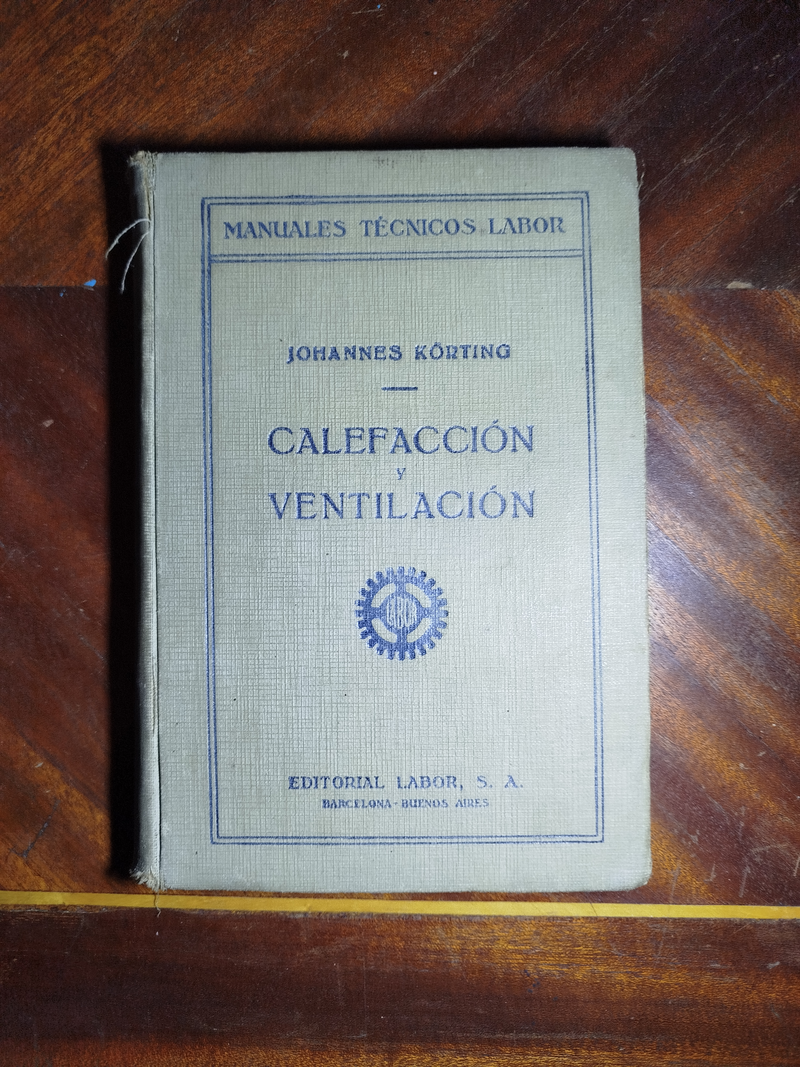 MANUALES TÉCNICOS LABOR
JOHANNES KÖRTING
CALEFACCIÓN
y
VENTILACIÓN
EDITORIAL LABOR, S. A.
BARCELONA - BUENOS AIRES